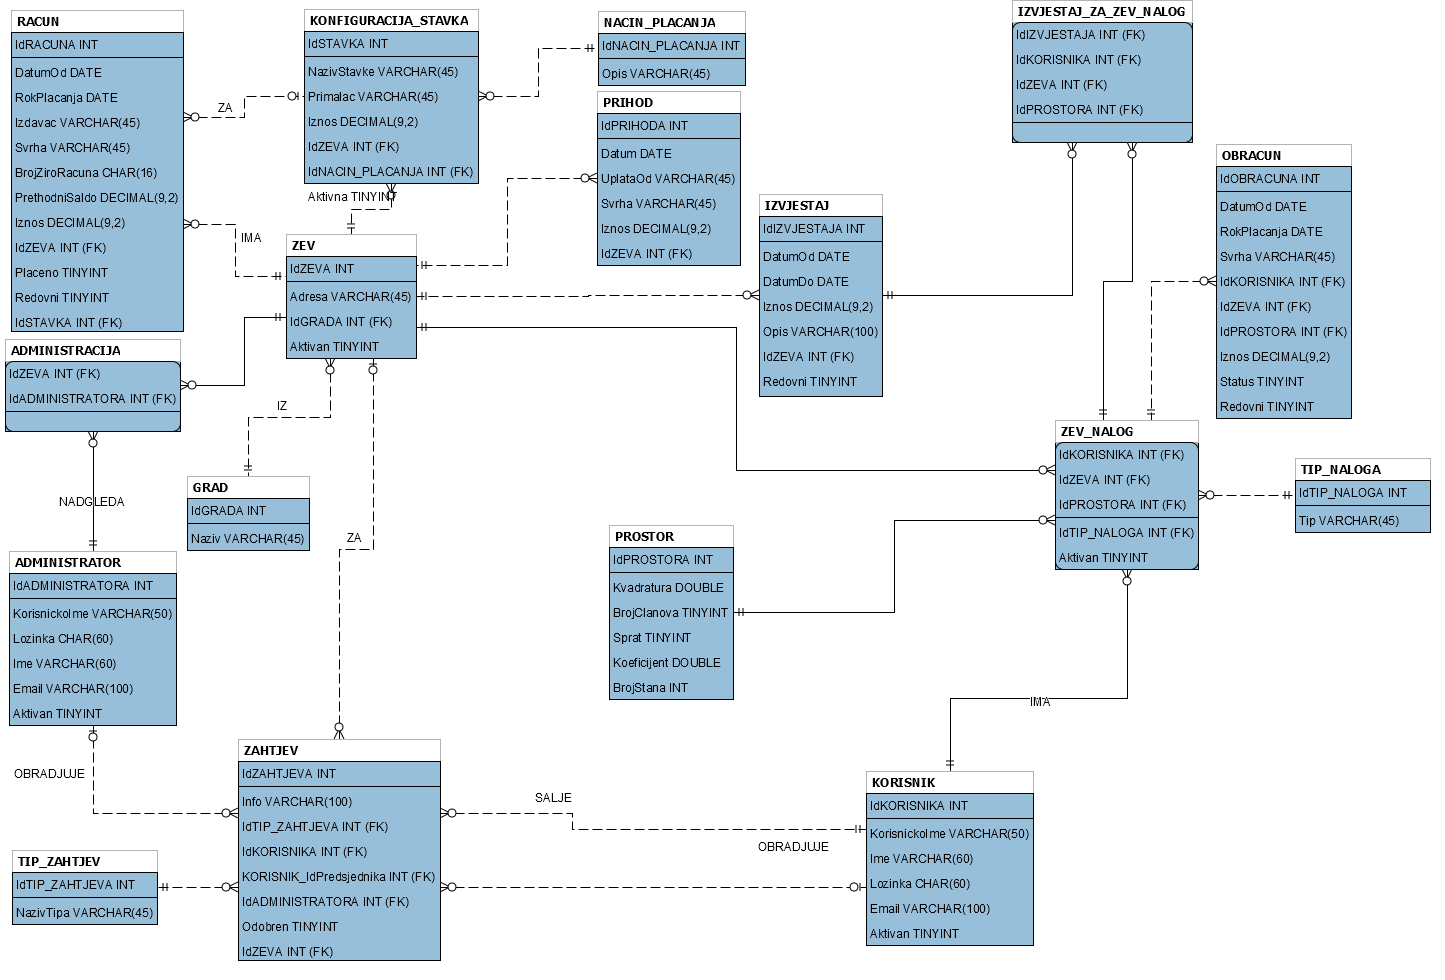 RACUN
IdRACUNA INT
DatumOd DATE
RokPlacanja DATE
Izdavac VARCHAR(45)
Svrha VARCHAR(45)
BrojZiroRacuna CHAR(16)
PrethodniSaldo DECIMAL(9,2)
Iznos DECIMAL(9,2)
IdZEVA INT (FK)
Placeno TINYINT
Redovni TINYINT
IdSTAVKA INT (FK)
ZA
IMA
KONFIGURACIJA_STAVKA
IdSTAVKA INT
NazivStavke VARCHAR(45)
Primalac VARCHAR(45)
Iznos DECIMAL(9,2)
IdZEVA INT (FK)
IdNACIN_PLACANJA INT (FK)
Aktivna TINYINT
NACIN_PLACANJA
IdNACIN_PLACANJA INT
Opis VARCHAR(45)
PRIHOD
IdPRIHODA INT
Datum DATE
UplataOd VARCHAR(45)
Svrha VARCHAR(45)
Iznos DECIMAL(9,2)
IdZEVA INT (FK)
IZVJESTAJ_ZA_ZEV_NALOG
IdIZVJESTAJA INT (FK)
IdKORISNIKA INT (FK)
IdZEVA INT (FK)
IdPROSTORA INT (FK)
OBRACUN
IdOBRACUNA INT
DatumOd DATE
RokPlacanja DATE
Svrha VARCHAR(45)
IdKORISNIKA INT (FK)
IdZEVA INT (FK)
IdPROSTORA INT (FK)
Iznos DECIMAL(9,2)
Status TINYINT
Redovni TINYINT
IZVJESTAJ
IdIZVJESTAJA INT
DatumOd DATE
DatumDo DATE
Iznos DECIMAL(9,2)
Opis VARCHAR(100)
IdZEVA INT (FK)
Redovni TINYINT
ZEV
IdZEVA INT
Adresa VARCHAR(45)
IdGRADA INT (FK)
Aktivan TINYINT
ADMINISTRACIJA
IdZEVA INT (FK)
IdADMINISTRATORA INT (FK)
NADGLEDA
IZ
GRAD
IdGRADA INT
Naziv VARCHAR(45)
ZA
ZEV_NALOG
IdKORISNIKA INT (FK)
IdZEVA INT (FK)
IdPROSTORA INT (FK)
IdTIP_NALOGA INT (FK)
Aktivan TINYINT
TIP_NALOGA
IdTIP_NALOGA INT
Tip VARCHAR(45)
PROSTOR
IdPROSTORA INT
Kvadratura DOUBLE
BrojClanova TINYINT
Sprat TINYINT
Koeficijent DOUBLE
BrojStana INT
ADMINISTRATOR
IdADMINISTRATORA INT
KorisnickoIme VARCHAR(50)
Lozinka CHAR(60)
Ime VARCHAR(60)
Email VARCHAR(100)
Aktivan TINYINT
OBRADJUJE
IMA
ZAHTJEV
IdZAHTJEVA INT
Info VARCHAR(100)
IdTIP_ZAHTJEVA INT (FK)
IdKORISNIKA INT (FK)
KORISNIK_IdPredsjednika INT (FK)
IdADMINISTRATORA INT (FK)
Odobren TINYINT
IdZEVA INT (FK)
SALJE
OBRADJUJE
KORISNIK
IdKORISNIKA INT
KorisnickoIme VARCHAR(50)
Ime VARCHAR(60)
Lozinka CHAR(60)
Email VARCHAR(100)
Aktivan TINYINT
TIP_ZAHTJEV
IdTIP_ZAHTJEVA INT
NazivTipa VARCHAR(45)